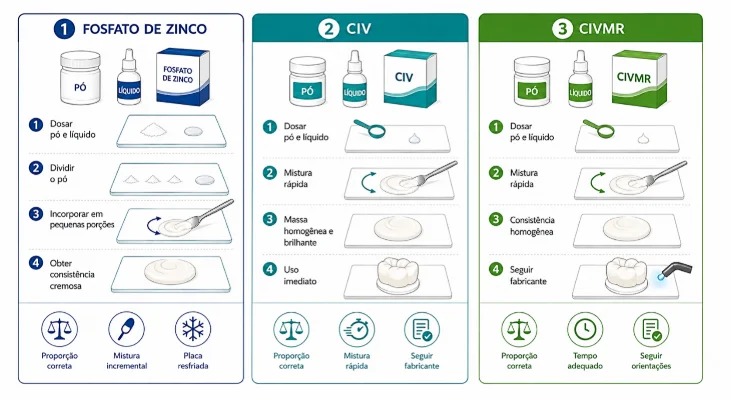 1 FOSFATO DE ZINCO
PÓ
LÍQUIDO
FOSFATO
DE ZINCO
1 Dosar
pó e líquido
2 Dividir
o pó
3 Incorporar em
pequenas porções
4 Obter
consistência
cremosa
Proporção
correta
Mistura
incremental
Placa
resfriada
2 CIV
PÓ
LÍQUIDO
CIV
1 Dosar
pó e líquido
2 Mistura
rápida
3 Massa
homogênea e
brilhante
4 Uso
imediato
Proporção
correta
Mistura
rápida
Seguir
fabricante
3 CIVMR
PÓ
LÍQUIDO
CIVMR
1 Dosar
pó e líquido
2 Mistura
rápida
3 Consistência
homogênea
4 Seguir
fabricante
Proporção
correta
Tempo
adequado
Seguir
orientações